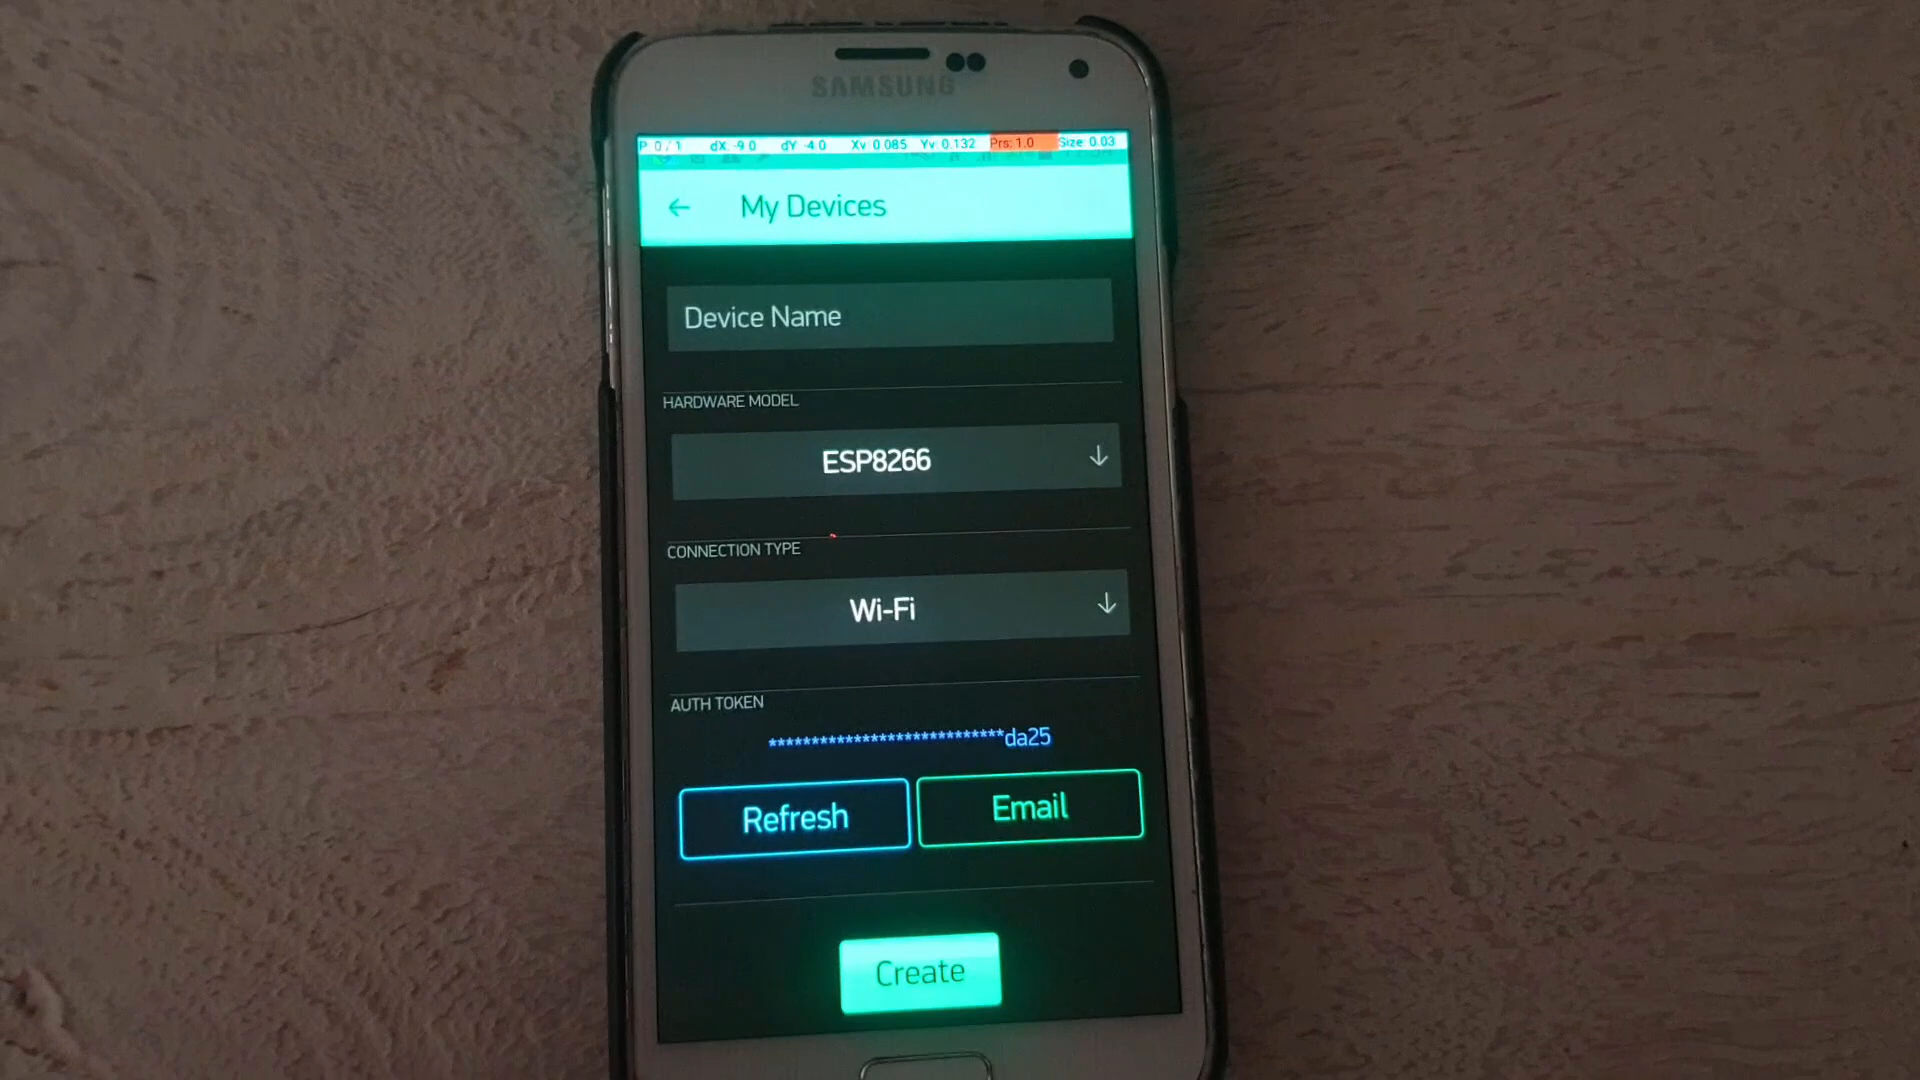 SAMSUNG
P: 0 / 1 dX: -9.0 dY: -4.0 Xv: 0.085 Yv: 0.132 Prs: 1.0 Size: 0.03
← My Devices
Device Name
HARDWARE MODEL
ESP8266
CONNECTION TYPE
Wi-Fi
AUTH TOKEN
****************************da25
Refresh Email
Create